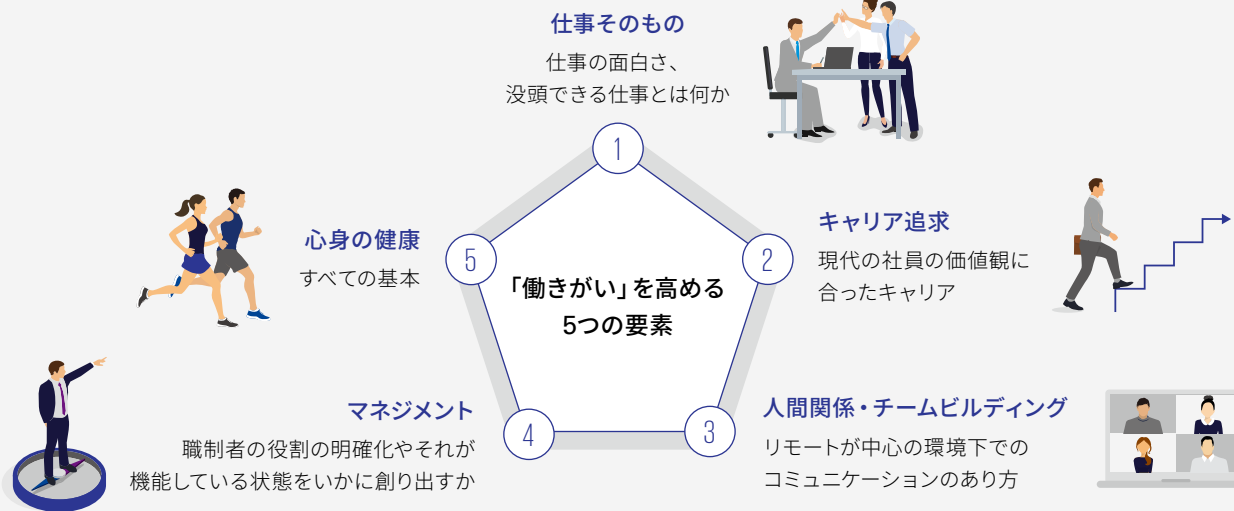 仕事そのもの
仕事の面白さ、
没頭できる仕事とは何か
1
キャリア追求
現代の社員の価値観に
合ったキャリア
2
人間関係・チームビルディング
リモートが中心の環境下での
コミュニケーションのあり方
3
マネジメント
職制者の役割の明確化やそれが
機能している状態をいかに創り出すか
4
心身の健康
すべての基本
5
「働きがい」を高める
5つの要素